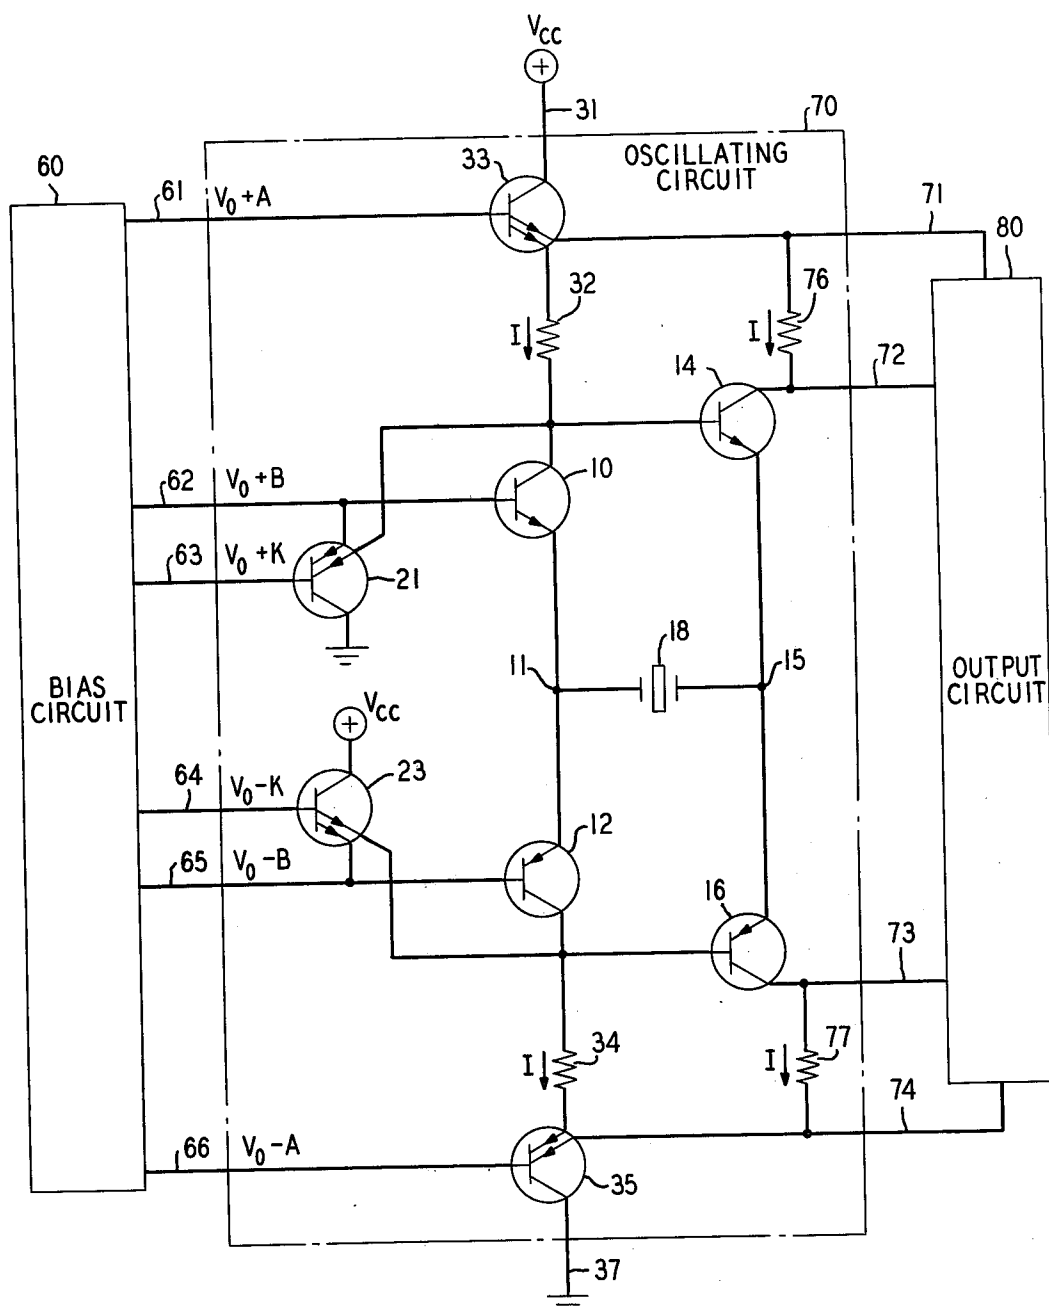 V_CC
31
70
OSCILLATING
CIRCUIT
33
60
61
V₀+A
71
80
32
76
I
I
14
72
10
62
V₀+B
63
V₀+K
21
18
11
15
BIAS
CIRCUIT
OUTPUT
CIRCUIT
V_CC
23
64
V₀−K
12
65
V₀−B
16
73
34
77
I
I
74
66
V₀−A
35
37